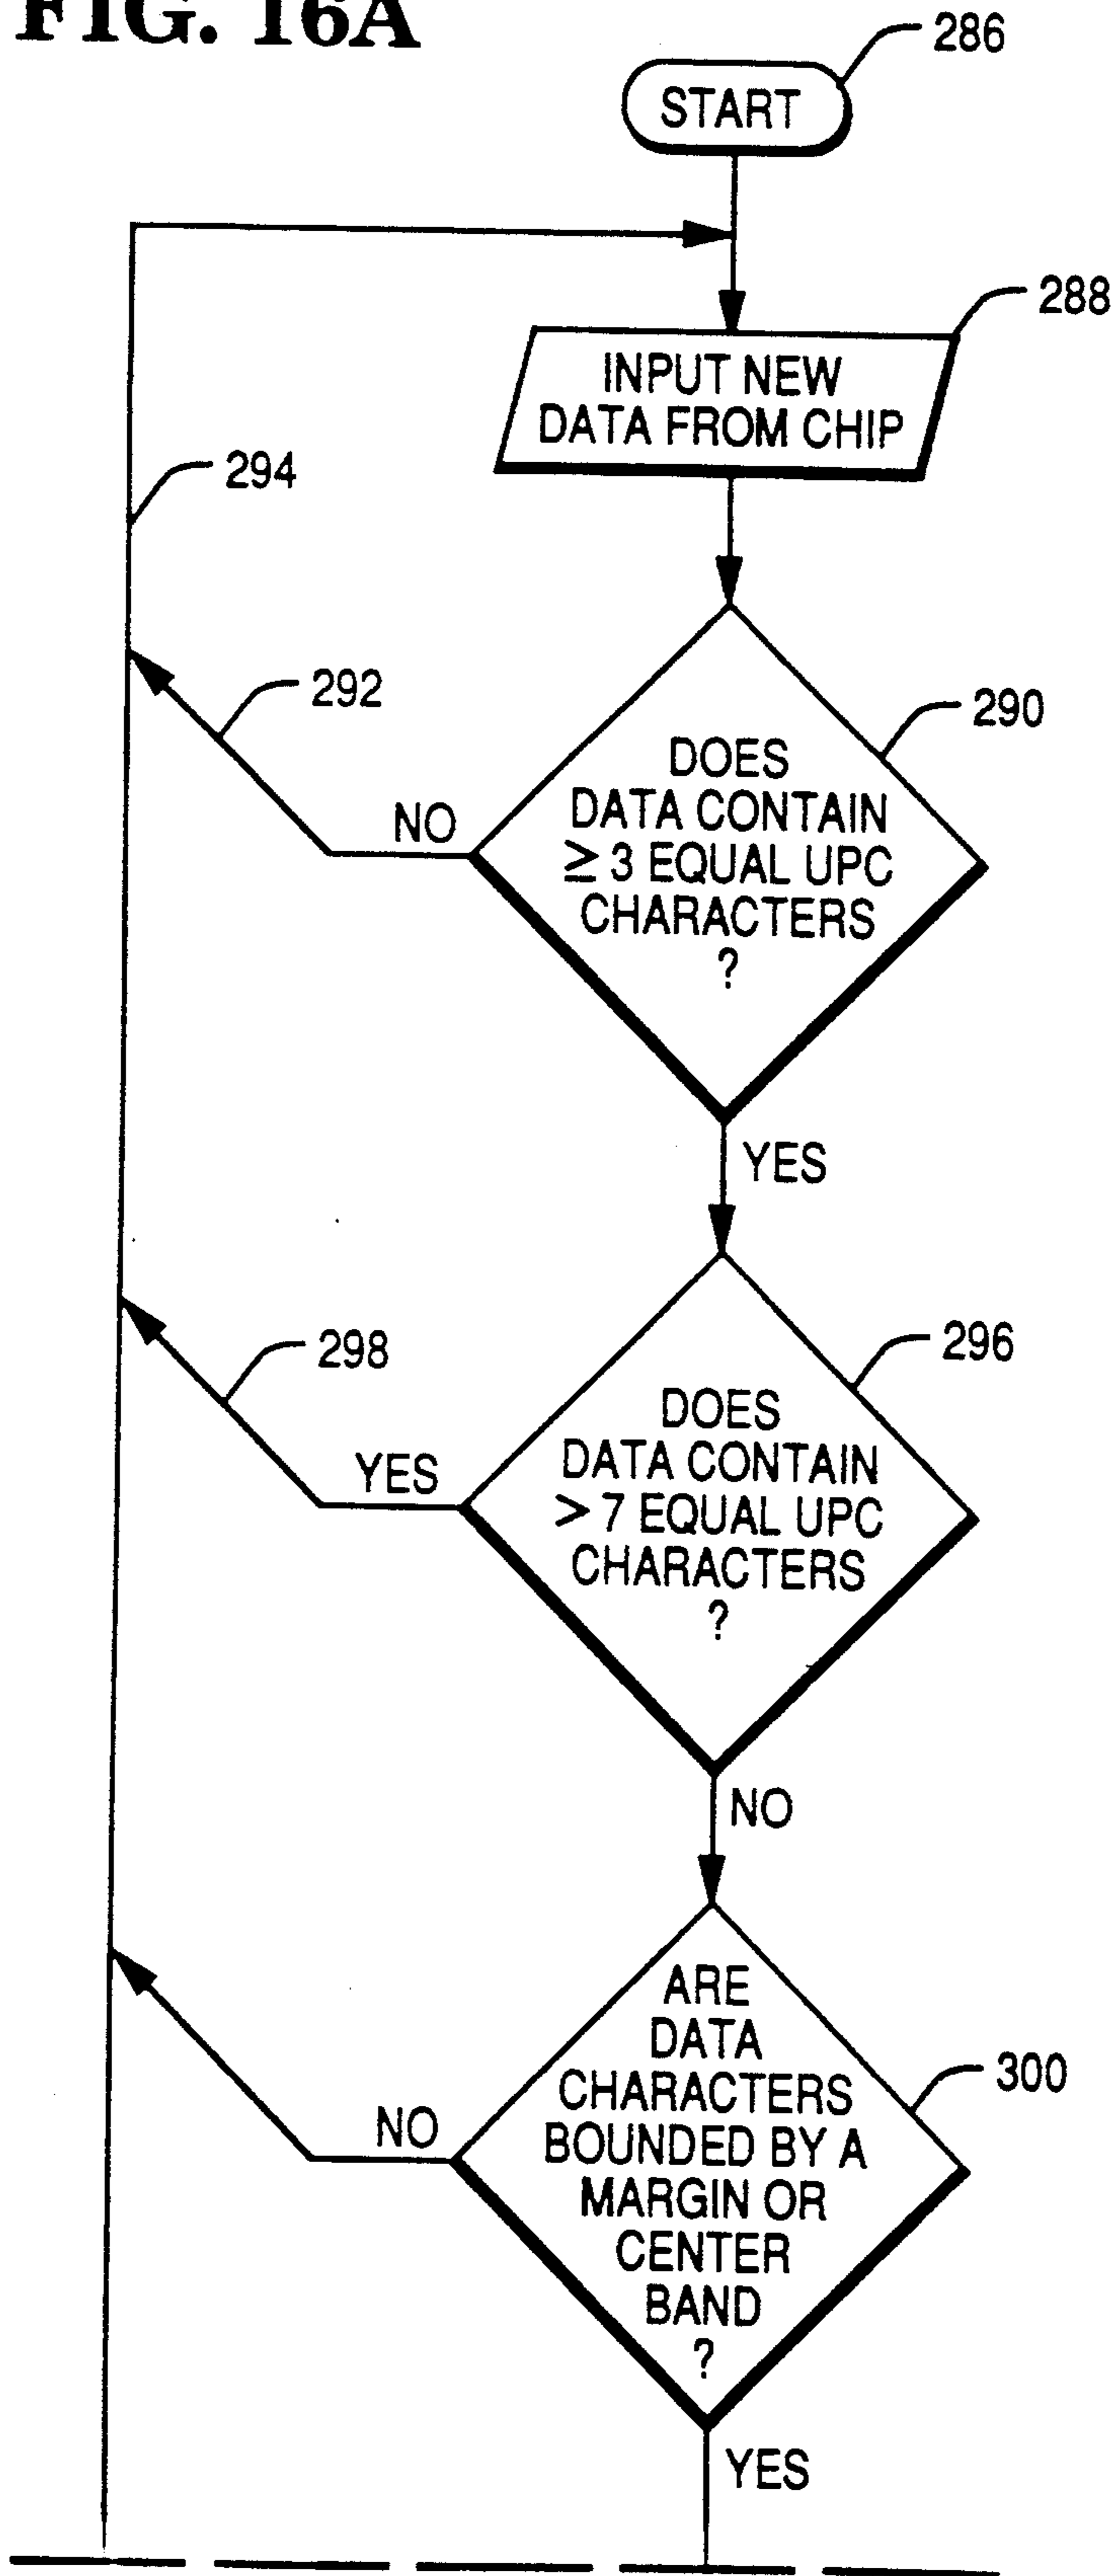 FIG. 16A
286
START
288
INPUT NEW
DATA FROM CHIP
294
292
290
DOES
DATA CONTAIN
≥ 3 EQUAL UPC
CHARACTERS
?
NO
YES
298
296
DOES
DATA CONTAIN
> 7 EQUAL UPC
CHARACTERS
?
YES
NO
300
ARE
DATA
CHARACTERS
BOUNDED BY A
MARGIN OR
CENTER
BAND
?
NO
YES